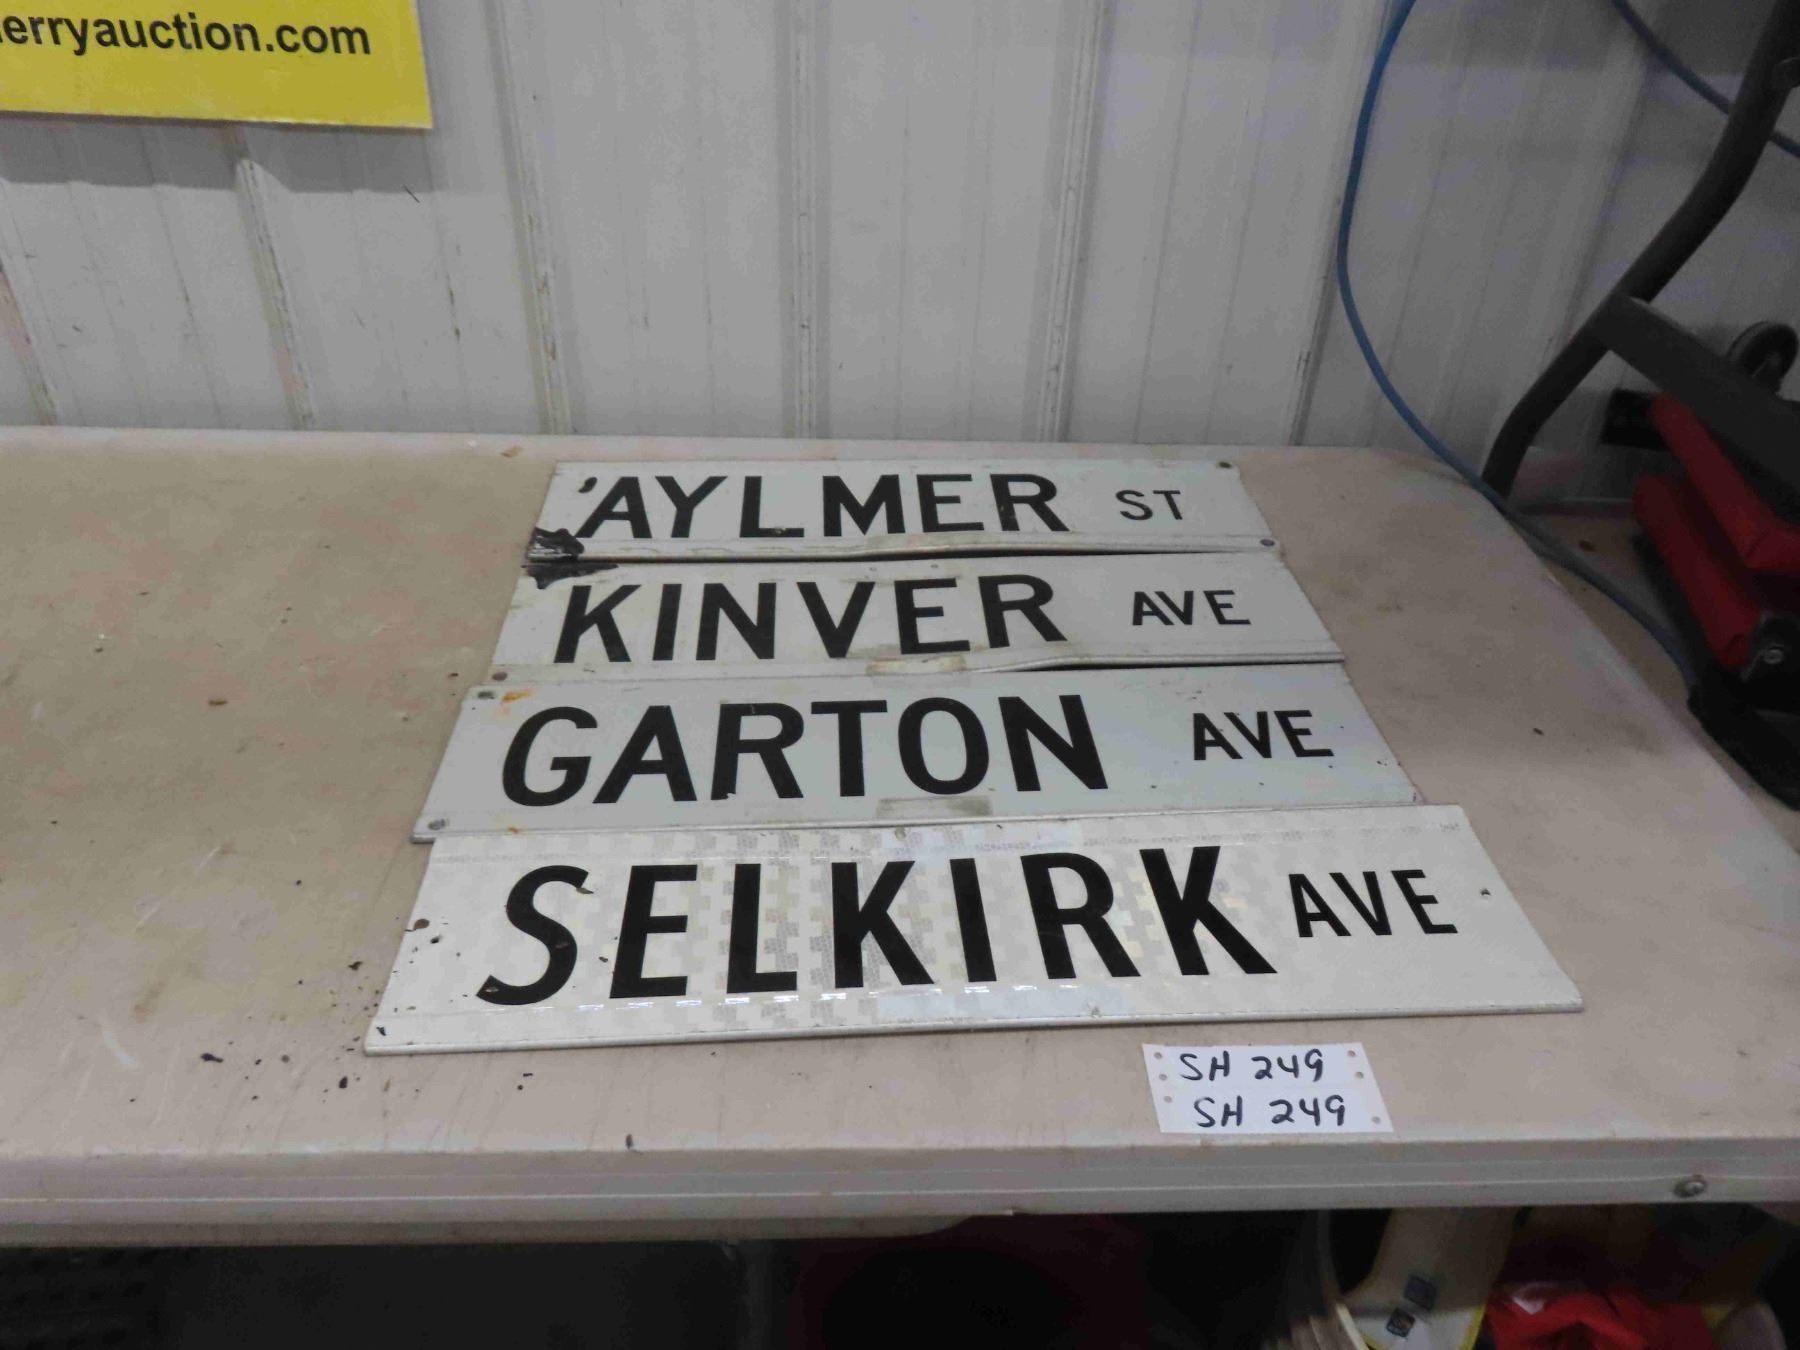 erryauction.com
AYLMER ST
KINVER AVE
GARTON AVE
SELKIRK AVE
SH 249
SH 249